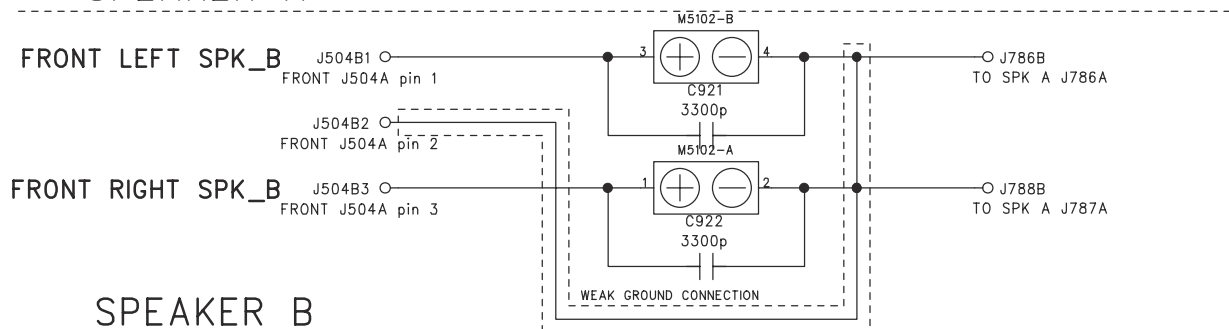 M5102-B
FRONT LEFT SPK_B
J504B1
3
4
J786B
FRONT J504A pin 1
TO SPK A J786A
C921
3300p
J504B2
FRONT J504A pin 2
M5102-A
FRONT RIGHT SPK_B
J504B3
1
2
J788B
FRONT J504A pin 3
TO SPK A J787A
C922
3300p
WEAK GROUND CONNECTION
SPEAKER B